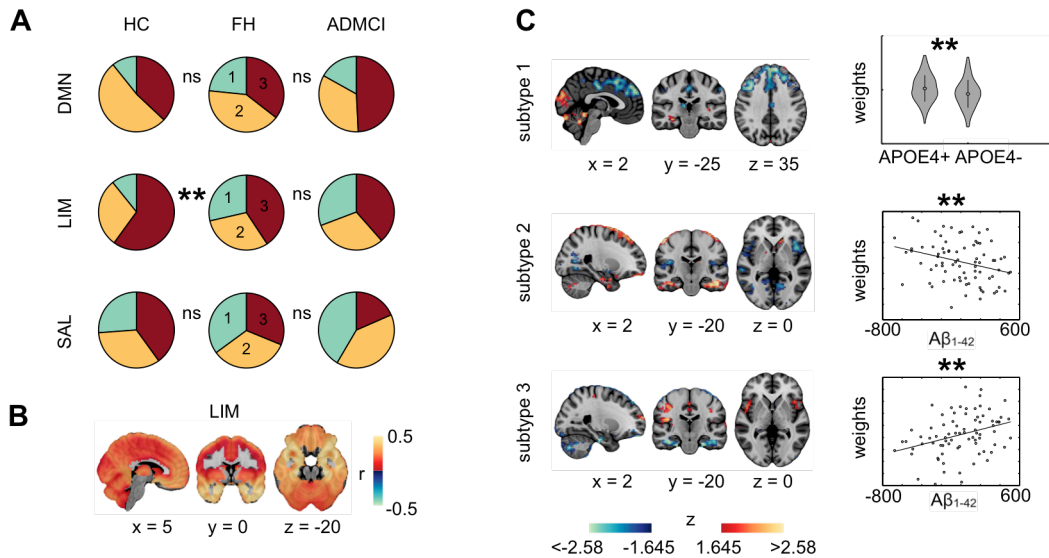 A
HC FH ADMCI
DMN
ns ns
1 2 3
LIM
** ns
1 2 3
SAL
ns ns
1 2 3
B
LIM
0.5
r
-0.5
x = 5 y = 0 z = -20
C
subtype 1
x = 2 y = -25 z = 35
**
weights
APOE4+ APOE4-
subtype 2
x = 2 y = -20 z = 0
**
weights
-800 600
Aβ1-42
subtype 3
x = 2 y = -20 z = 0
**
weights
-800 600
Aβ1-42
z
<-2.58 -1.645 1.645 >2.58